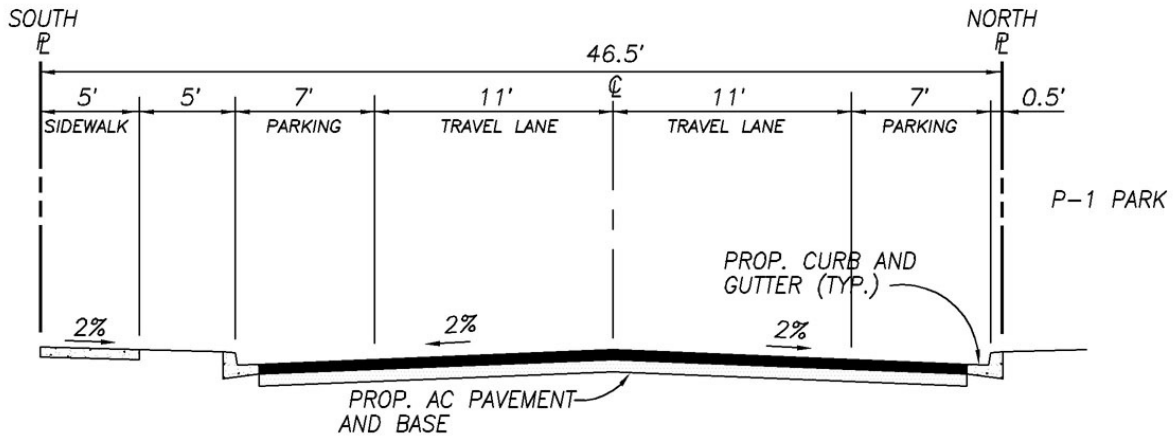 SOUTH
℄
NORTH
℄
46.5'
℄
5'
5'
7'
11'
11'
7'
0.5'
SIDEWALK
PARKING
TRAVEL LANE
TRAVEL LANE
PARKING
P-1 PARK
PROP. CURB AND
GUTTER (TYP.)
2%
2%
2%
PROP. AC PAVEMENT
AND BASE